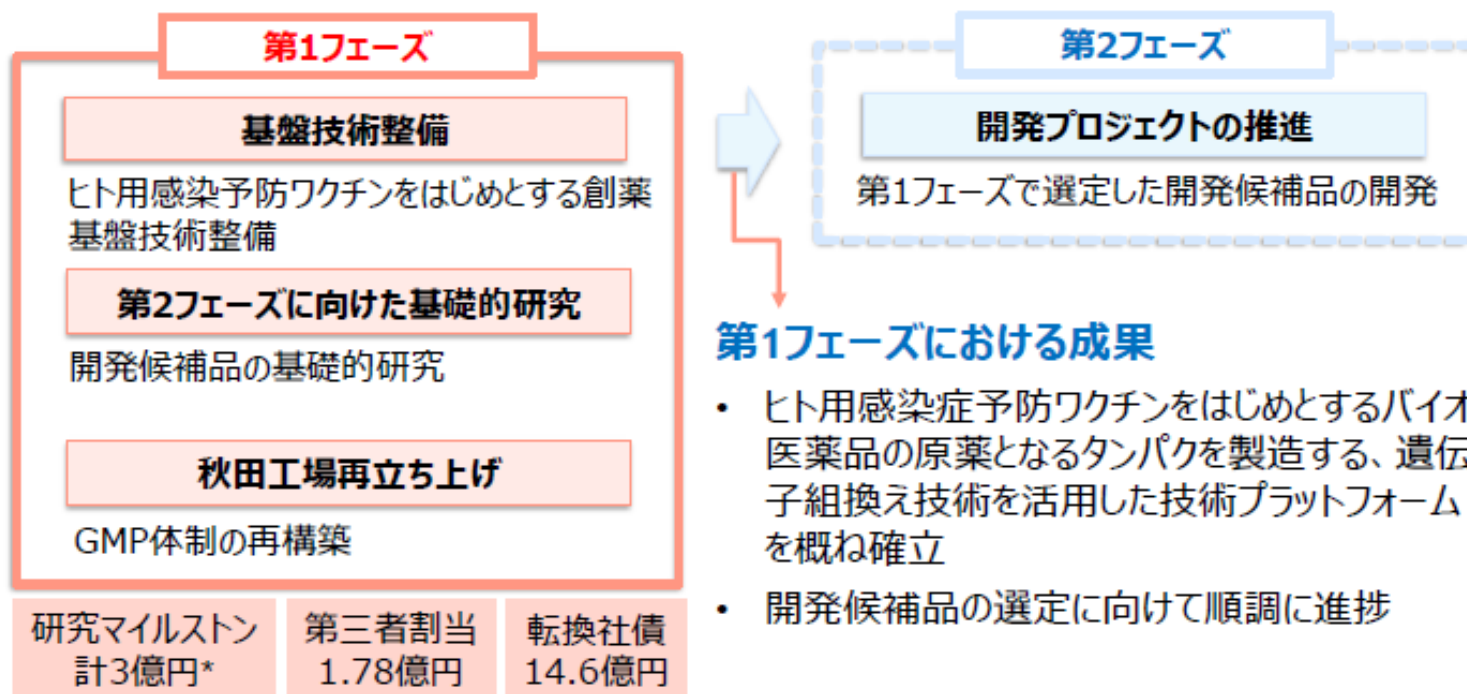 第1フェーズ
基盤技術整備
ヒト用感染予防ワクチンをはじめとする創薬
基盤技術整備
第2フェーズに向けた基礎的研究
開発候補品の基礎的研究
秋田工場再立ち上げ
GMP体制の再構築
研究マイルストン
計3億円*
第三者割当
1.78億円
転換社債
14.6億円
第2フェーズ
開発プロジェクトの推進
第1フェーズで選定した開発候補品の開発
第1フェーズにおける成果
• ヒト用感染症予防ワクチンをはじめとするバイオ
医薬品の原薬となるタンパクを製造する、遺伝
子組換え技術を活用した技術プラットフォーム
を概ね確立
• 開発候補品の選定に向けて順調に進捗